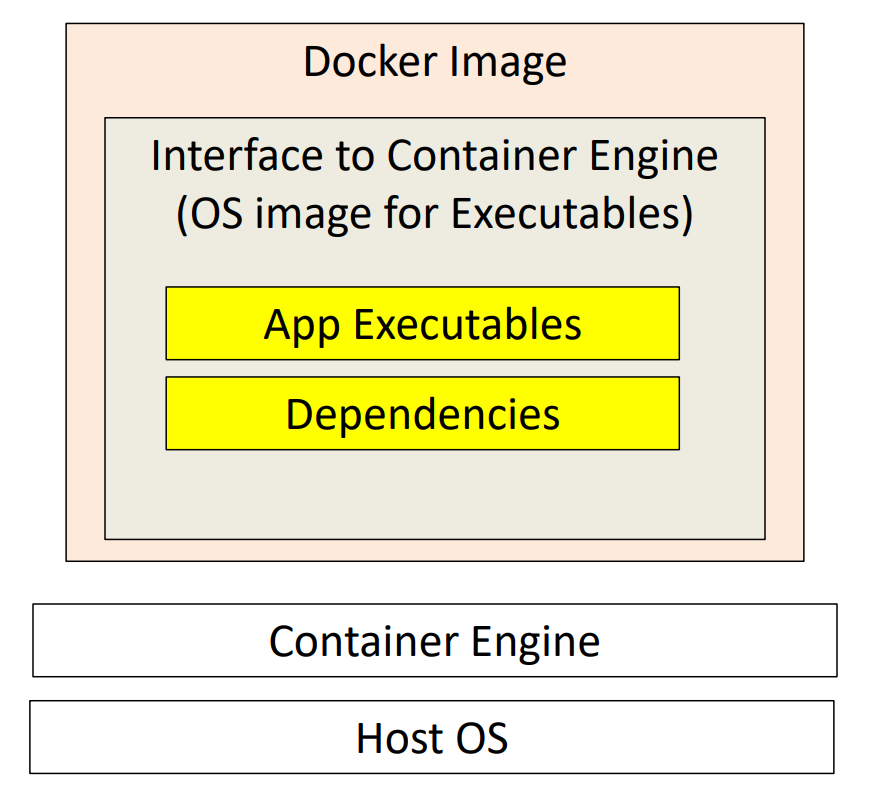 Docker Image
Interface to Container Engine
(OS image for Executables)
App Executables
Dependencies
Container Engine
Host OS